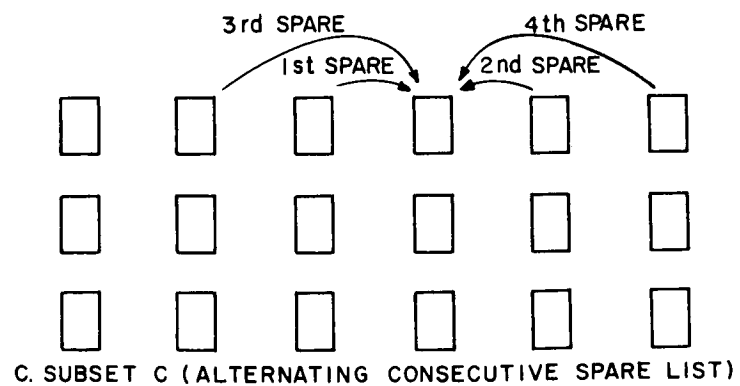 3rd SPARE 4th SPARE
1st SPARE 2nd SPARE
C. SUBSET C (ALTERNATING CONSECUTIVE SPARE LIST)